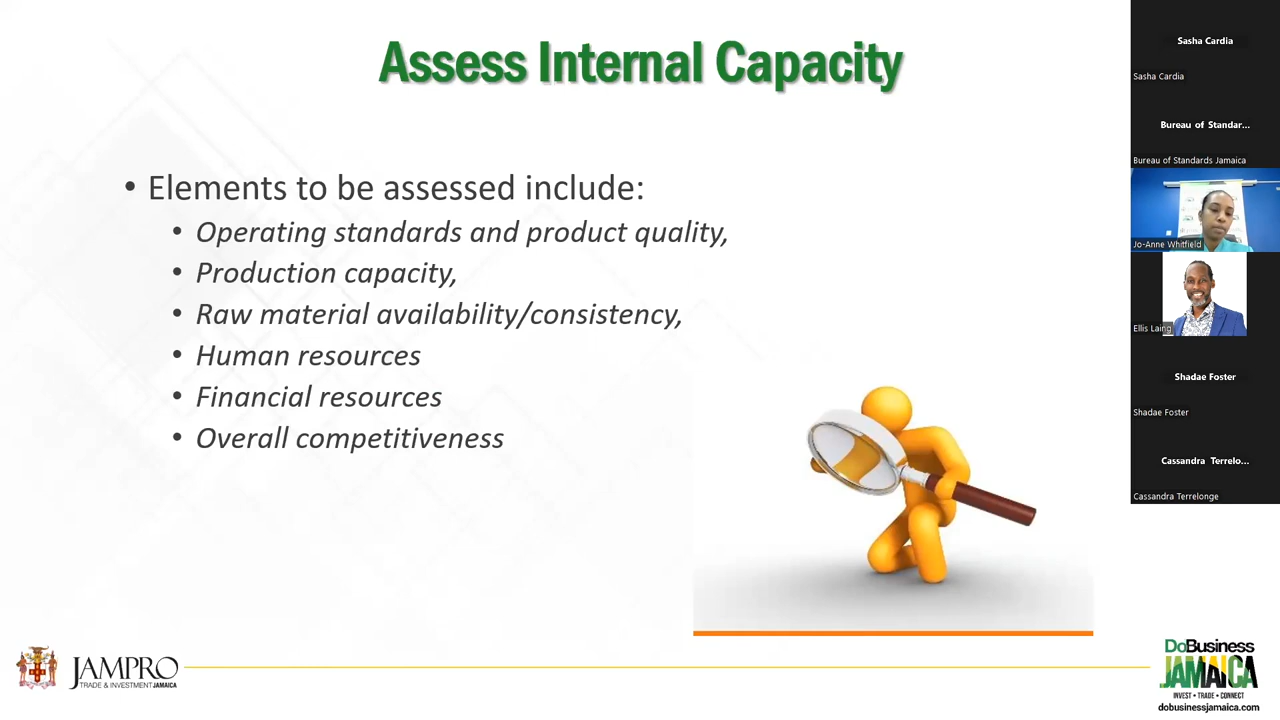 Assess Internal Capacity
• Elements to be assessed include:
• Operating standards and product quality,
• Production capacity,
• Raw material availability/consistency,
• Human resources
• Financial resources
• Overall competitiveness
JAMPRO
TRADE & INVESTMENT JAMAICA
DoBusiness
JAMAICA
INVEST • TRADE • CONNECT
dobusinessjamaica.com
Sasha Cardia
Sasha Cardia
Bureau of Standar...
Bureau of Standards Jamaica
Jo-Anne Whitfield
Ellis Laing
Shadae Foster
Shadae Foster
Cassandra Terrelo...
Cassandra Terrelonge